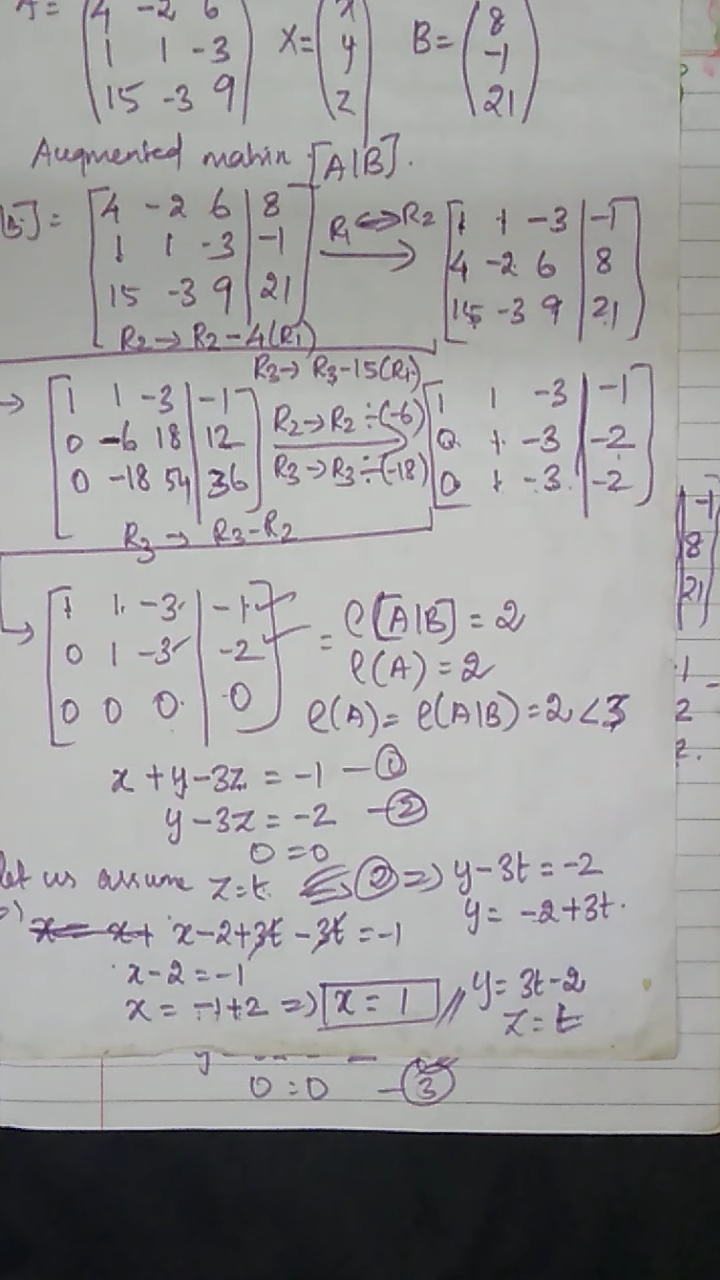 A= (4 -2 6
1 1 -3
15 -3 9) X= (x
y
z) B= (8
-1
21)
Augmented matrix [A|B].
B]= [4 -2 6 | 8
1 1 -3 | -1
15 -3 9 | 21] R1 ⇔ R2 → [1 1 -3 | -1
4 -2 6 | 8
15 -3 9 | 21]
R2 → R2-4(R1)
R3 → R3-15(R1)
→ [1 1 -3 | -1
0 -6 18 | 12
0 -18 54 | 36] R2→R2÷(-6)
R3→R3÷(-18) [1 1 -3 | -1
0 1 -3 | -2
0 1 -3 | -2]
R3 → R3-R2
→ [1 1 -3 | -1
0 1 -3 | -2
0 0 0 | 0] = ρ[A|B] = 2
ρ(A) = 2
ρ(A) = ρ(A|B) = 2 < 3
x+y-3z = -1 - ①
y-3z = -2 - ②
0 = 0
let us assume z=t. ② ⇒ y-3t = -2
y = -2+3t.
x-2+3t-3t = -1
x-2 = -1
x = -1+2 ⇒ x = 1 // y = 3t-2
z = t
0 = 0 - ③
-1
8
21
1
2
2.